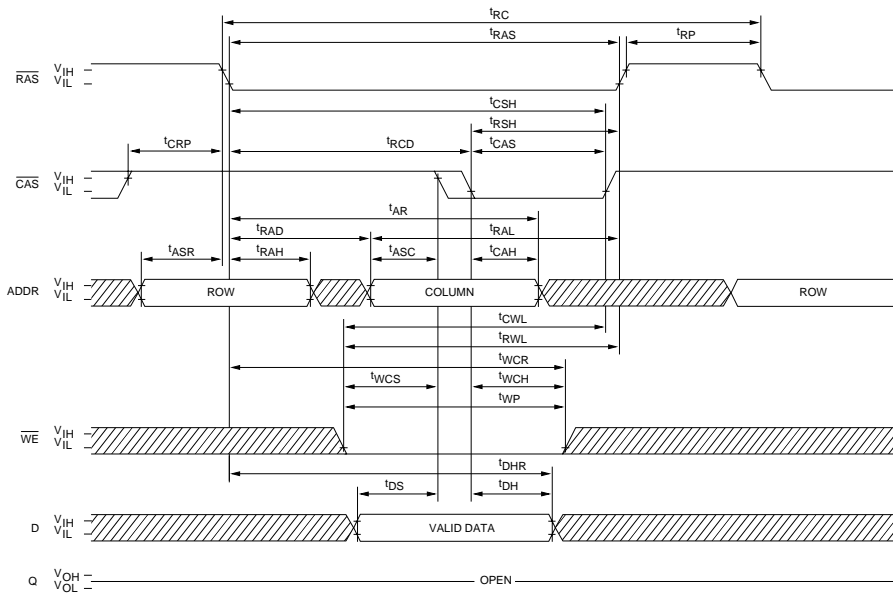 tRC
tRAS
tRP
RAS VIH
VIL
tCSH
tRSH
tCRP
tRCD
tCAS
CAS VIH
VIL
tAR
tRAD
tRAL
tASR
tRAH
tASC
tCAH
ADDR VIH
VIL
ROW
COLUMN
ROW
tCWL
tRWL
tWCR
tWCS
tWCH
tWP
WE VIH
VIL
tDHR
tDS
tDH
D VIH
VIL
VALID DATA
Q VOH
VOL
OPEN